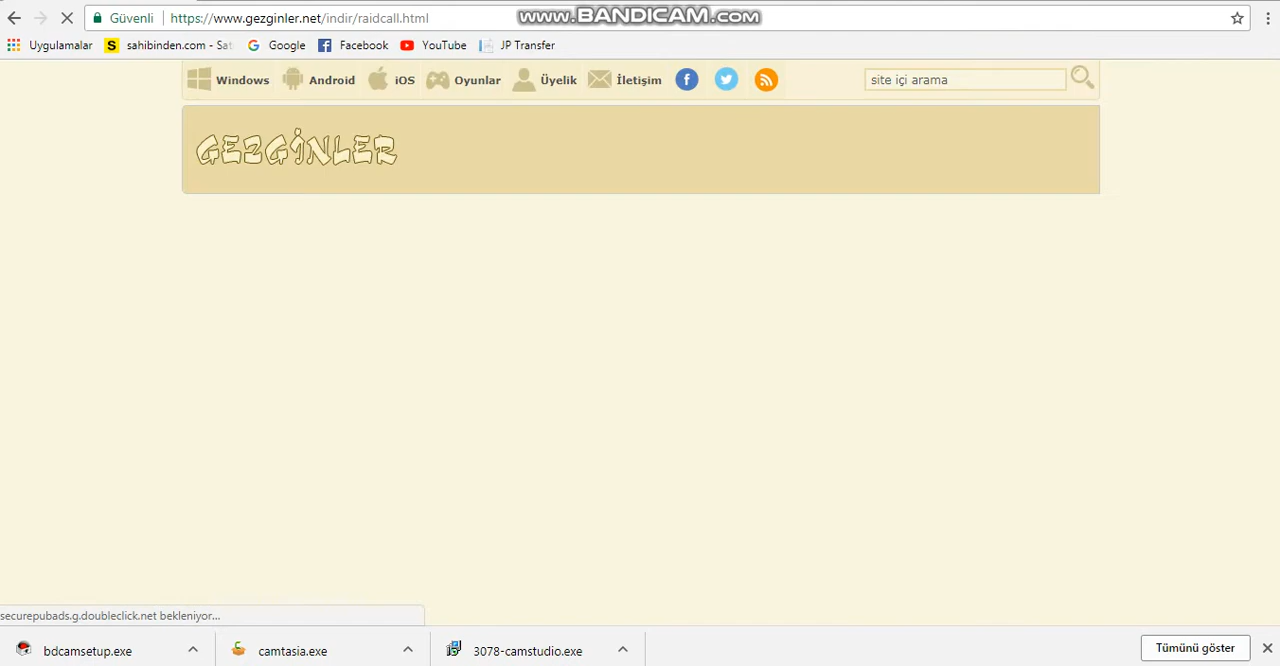 Güvenli https://www.gezginler.net/indir/raidcall.html
www.BANDICAM.com
Uygulamalar S sahibinden.com - Sat Google Facebook YouTube JP Transfer
Windows Android iOS Oyunlar Üyelik İletişim site içi arama
GEZGİNLER
securepubads.g.doubleclick.net bekleniyor...
bdcamsetup.exe camtasia.exe 3078-camstudio.exe Tümünü göster